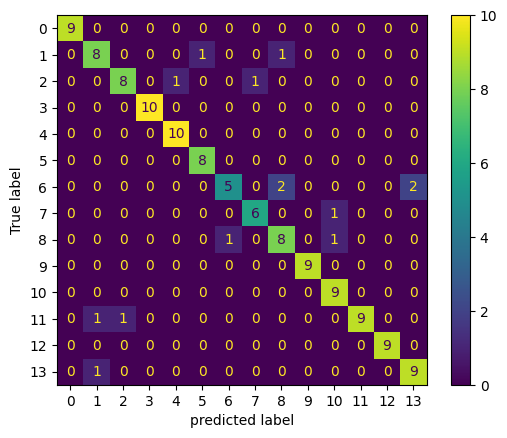 0 9 0 0 0 0 0 0 0 0 0 0 0 0 0
1 0 8 0 0 0 1 0 0 1 0 0 0 0 0
2 0 0 8 0 1 0 0 1 0 0 0 0 0 0
3 0 0 0 10 0 0 0 0 0 0 0 0 0 0
4 0 0 0 0 10 0 0 0 0 0 0 0 0 0
5 0 0 0 0 0 8 0 0 0 0 0 0 0 0
6 0 0 0 0 0 0 5 0 2 0 0 0 0 2
7 0 0 0 0 0 0 0 6 0 0 1 0 0 0
8 0 0 0 0 0 0 1 0 8 0 1 0 0 0
9 0 0 0 0 0 0 0 0 0 9 0 0 0 0
10 0 0 0 0 0 0 0 0 0 0 9 0 0 0
11 0 1 1 0 0 0 0 0 0 0 0 9 0 0
12 0 0 0 0 0 0 0 0 0 0 0 0 9 0
13 0 1 0 0 0 0 0 0 0 0 0 0 0 9
0 1 2 3 4 5 6 7 8 9 10 11 12 13
predicted label
True label
10
8
6
4
2
0